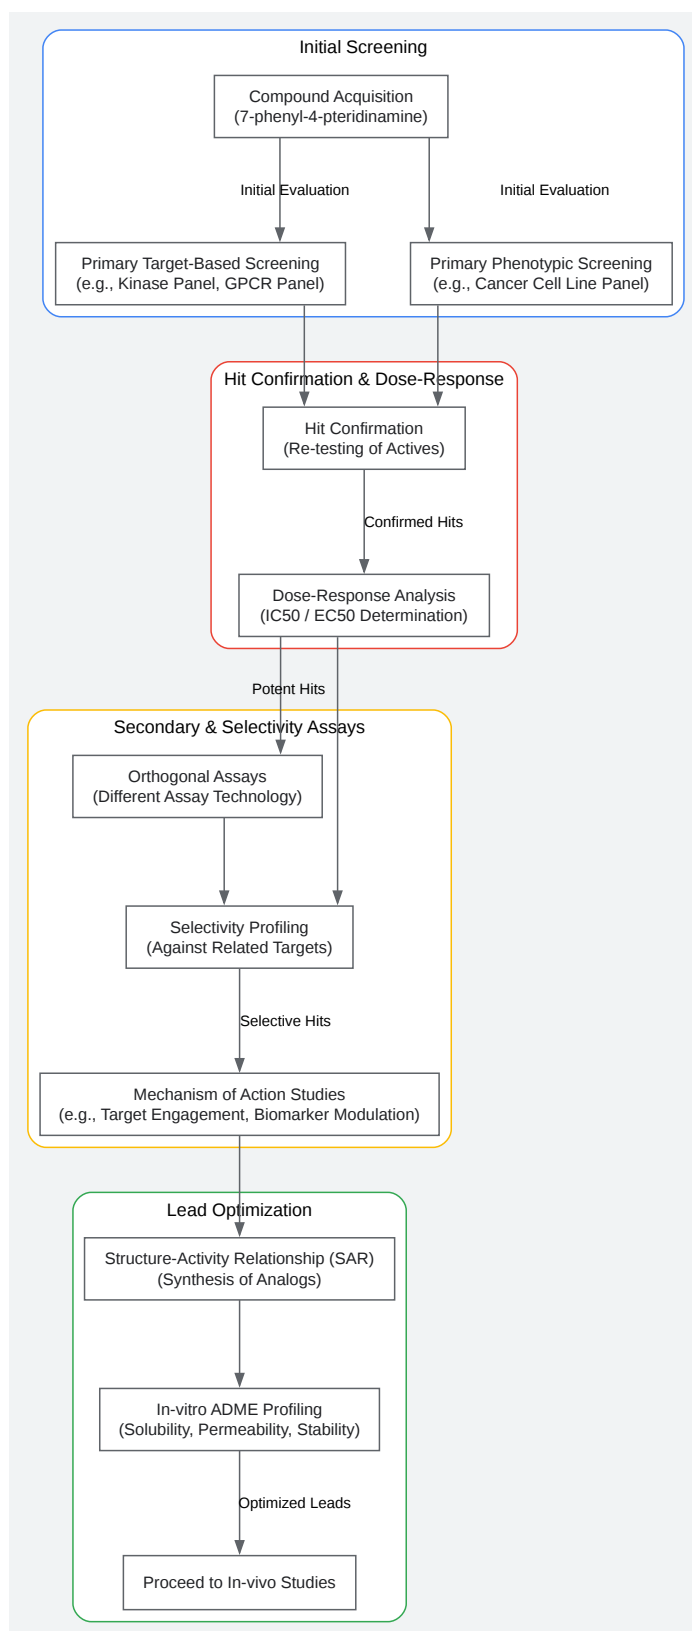 Initial Screening
Compound Acquisition
(7-phenyl-4-pteridinamine)
Initial Evaluation
Initial Evaluation
Primary Target-Based Screening
(e.g., Kinase Panel, GPCR Panel)
Primary Phenotypic Screening
(e.g., Cancer Cell Line Panel)
Hit Confirmation & Dose-Response
Hit Confirmation
(Re-testing of Actives)
Confirmed Hits
Dose-Response Analysis
(IC50 / EC50 Determination)
Potent Hits
Secondary & Selectivity Assays
Orthogonal Assays
(Different Assay Technology)
Selectivity Profiling
(Against Related Targets)
Selective Hits
Mechanism of Action Studies
(e.g., Target Engagement, Biomarker Modulation)
Lead Optimization
Structure-Activity Relationship (SAR)
(Synthesis of Analogs)
In-vitro ADME Profiling
(Solubility, Permeability, Stability)
Optimized Leads
Proceed to In-vivo Studies